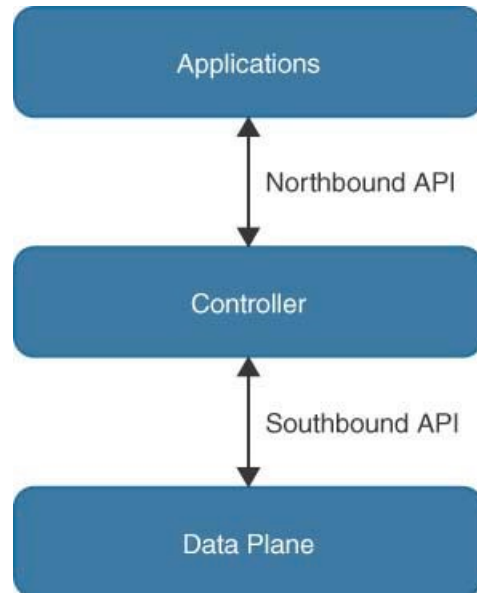 Applications
Northbound API
Controller
Southbound API
Data Plane